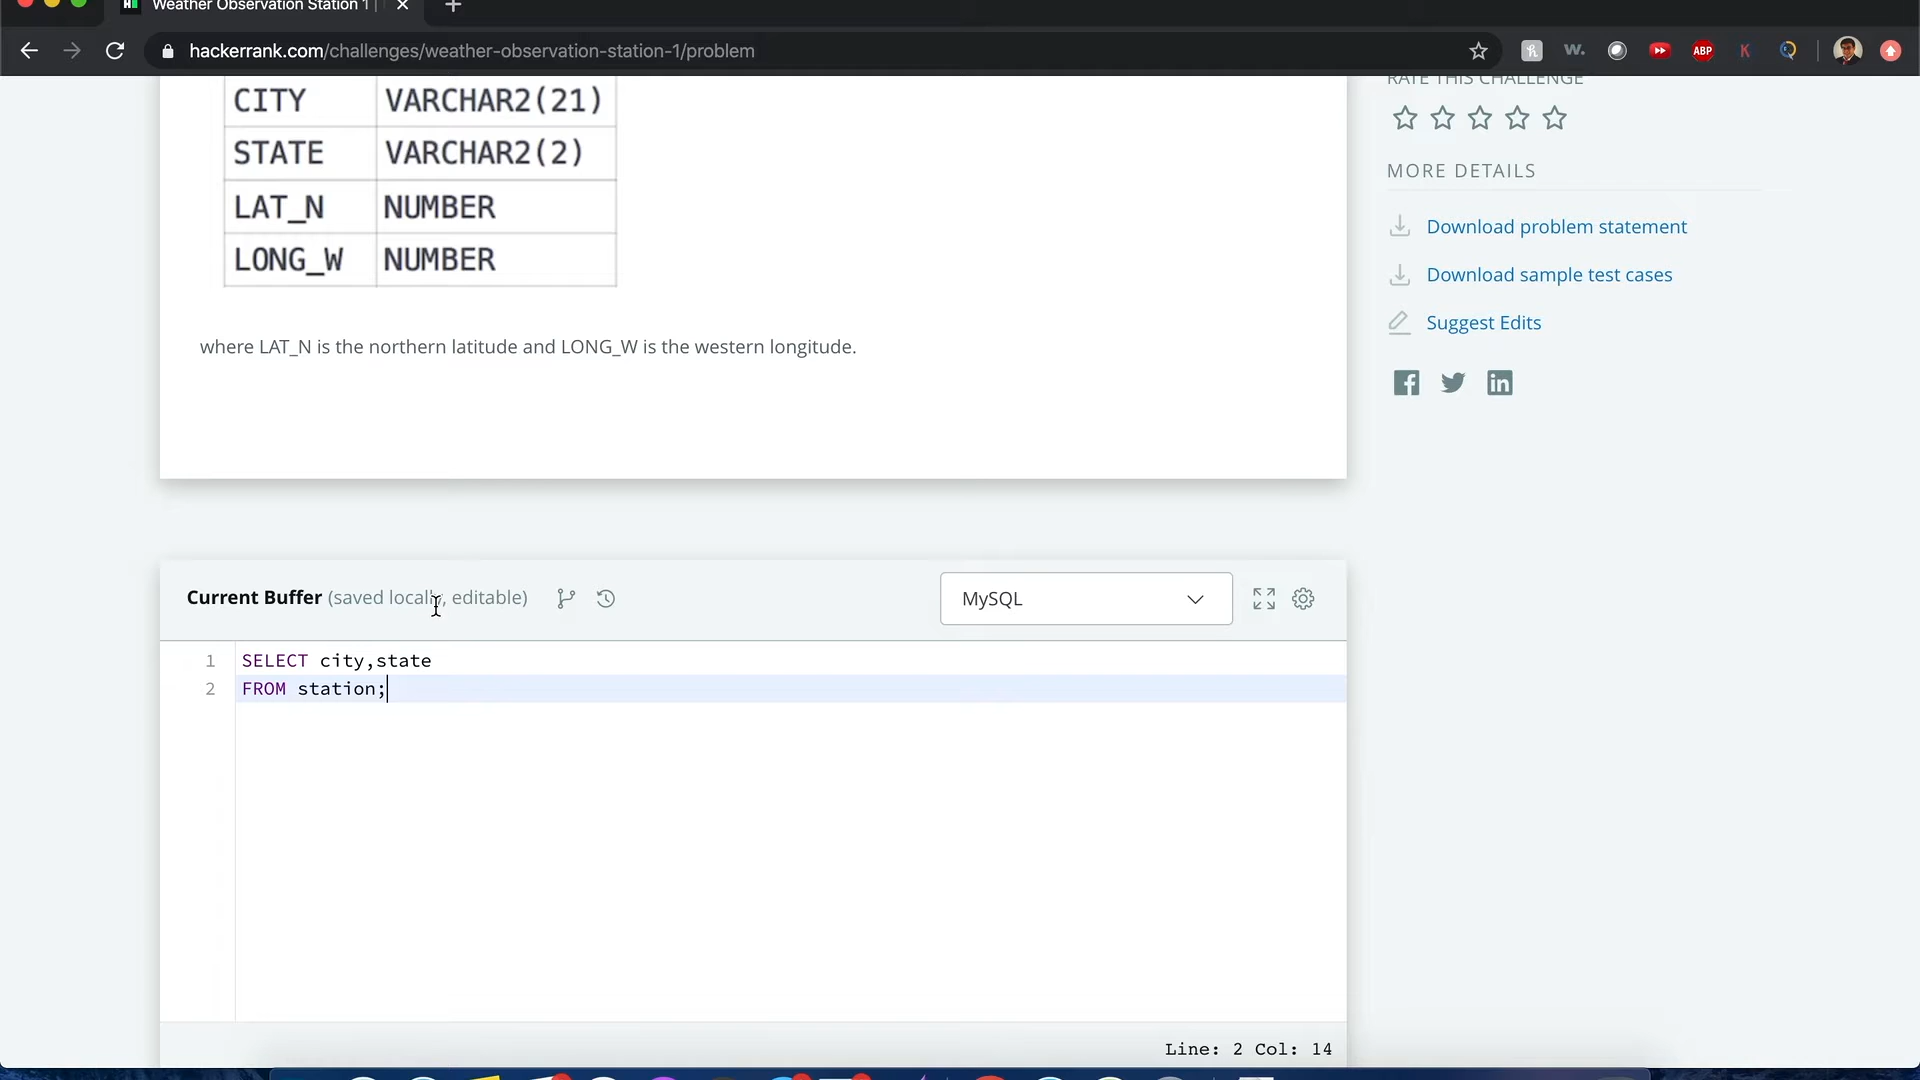 Weather Observation Station 1 |
hackerrank.com/challenges/weather-observation-station-1/problem
W.
ABP
K
CITY VARCHAR2(21)
STATE VARCHAR2(2)
LAT_N NUMBER
LONG_W NUMBER
where LAT_N is the northern latitude and LONG_W is the western longitude.
RATE THIS CHALLENGE
MORE DETAILS
Download problem statement
Download sample test cases
Suggest Edits
Current Buffer (saved locally, editable)
MySQL
1 SELECT city,state
2 FROM station;
Line: 2 Col: 14